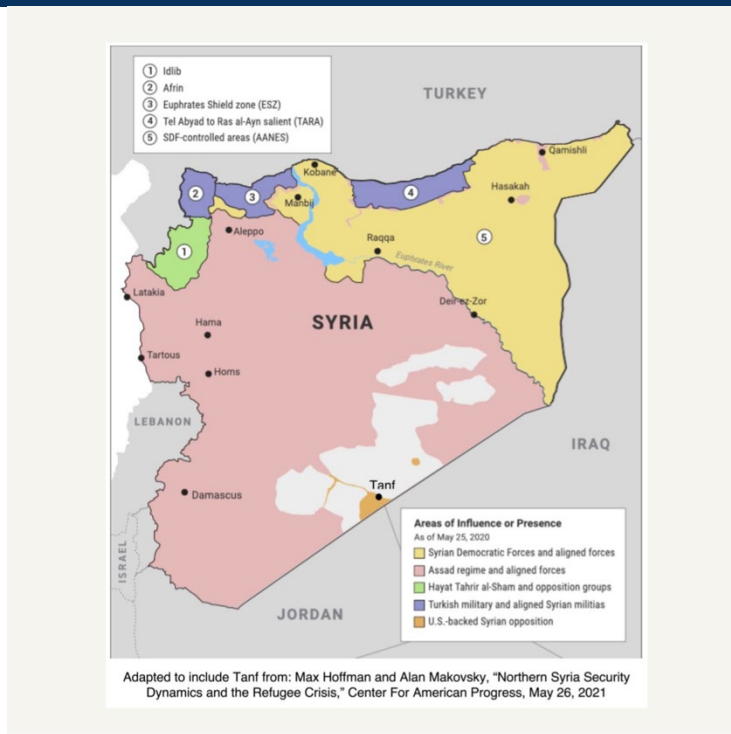 1 Idlib
2 Afrin
3 Euphrates Shield zone (ESZ)
4 Tel Abyad to Ras al-Ayn salient (TARA)
5 SDF-controlled areas (AANES)
TURKEY
Qamishli
Kobane
2
3
4
Hasakah
Manbij
Aleppo
1
Raqqa
5
Euphrates River
Latakia
Deir-ez-Zor
Hama
SYRIA
Tartous
Homs
LEBANON
IRAQ
Tanf
Damascus
ISRAEL
JORDAN
Areas of Influence or Presence
As of May 25, 2020
Syrian Democratic Forces and aligned forces
Assad regime and aligned forces
Hayat Tahrir al-Sham and opposition groups
Turkish military and aligned Syrian militias
U.S.-backed Syrian opposition
Adapted to include Tanf from: Max Hoffman and Alan Makovsky, “Northern Syria Security
Dynamics and the Refugee Crisis,” Center For American Progress, May 26, 2021